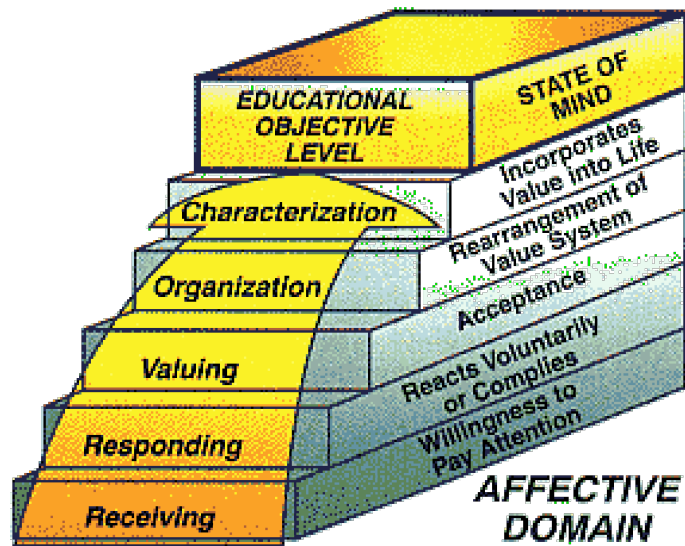 EDUCATIONAL
OBJECTIVE
LEVEL
STATE OF
MIND
Characterization
Incorporates
Value into Life
Organization
Rearrangement of
Value System
Valuing
Acceptance
Responding
Reacts Voluntarily
or Complies
Receiving
Willingness to
Pay Attention
AFFECTIVE
DOMAIN